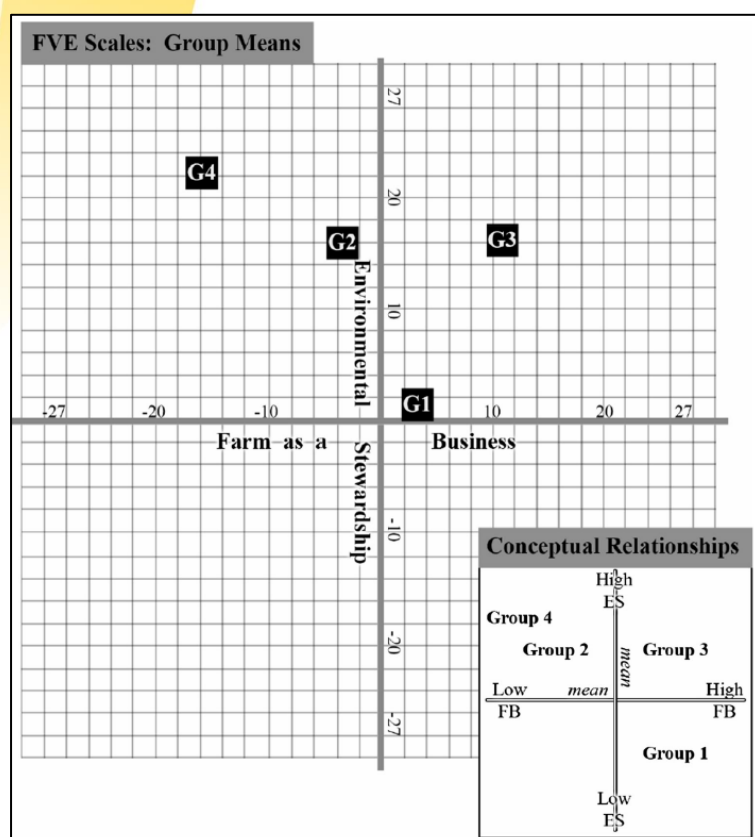 FVE Scales: Group Means
27
G4
20
G2
G3
Environmental
10
G1
-27 -20 -10 10 20 27
Farm as a Business
Stewardship
-10
-20
-27
Conceptual Relationships
High
ES
Group 4
Group 2 mean Group 3
Low mean High
FB FB
Group 1
Low
ES